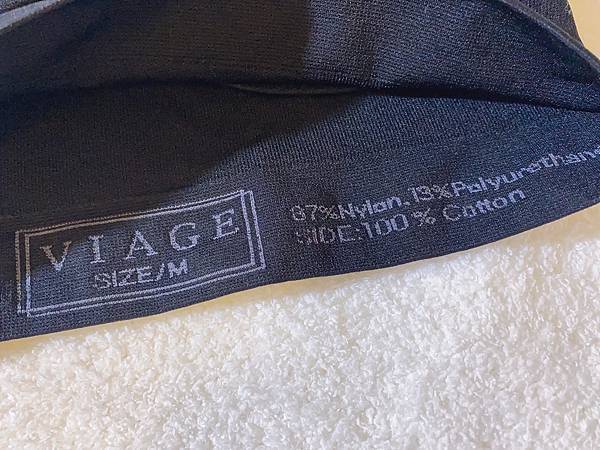 VIAGE
SIZE/M
87%Nylon. 13%Polyurethane
SIDE:100% Cotton